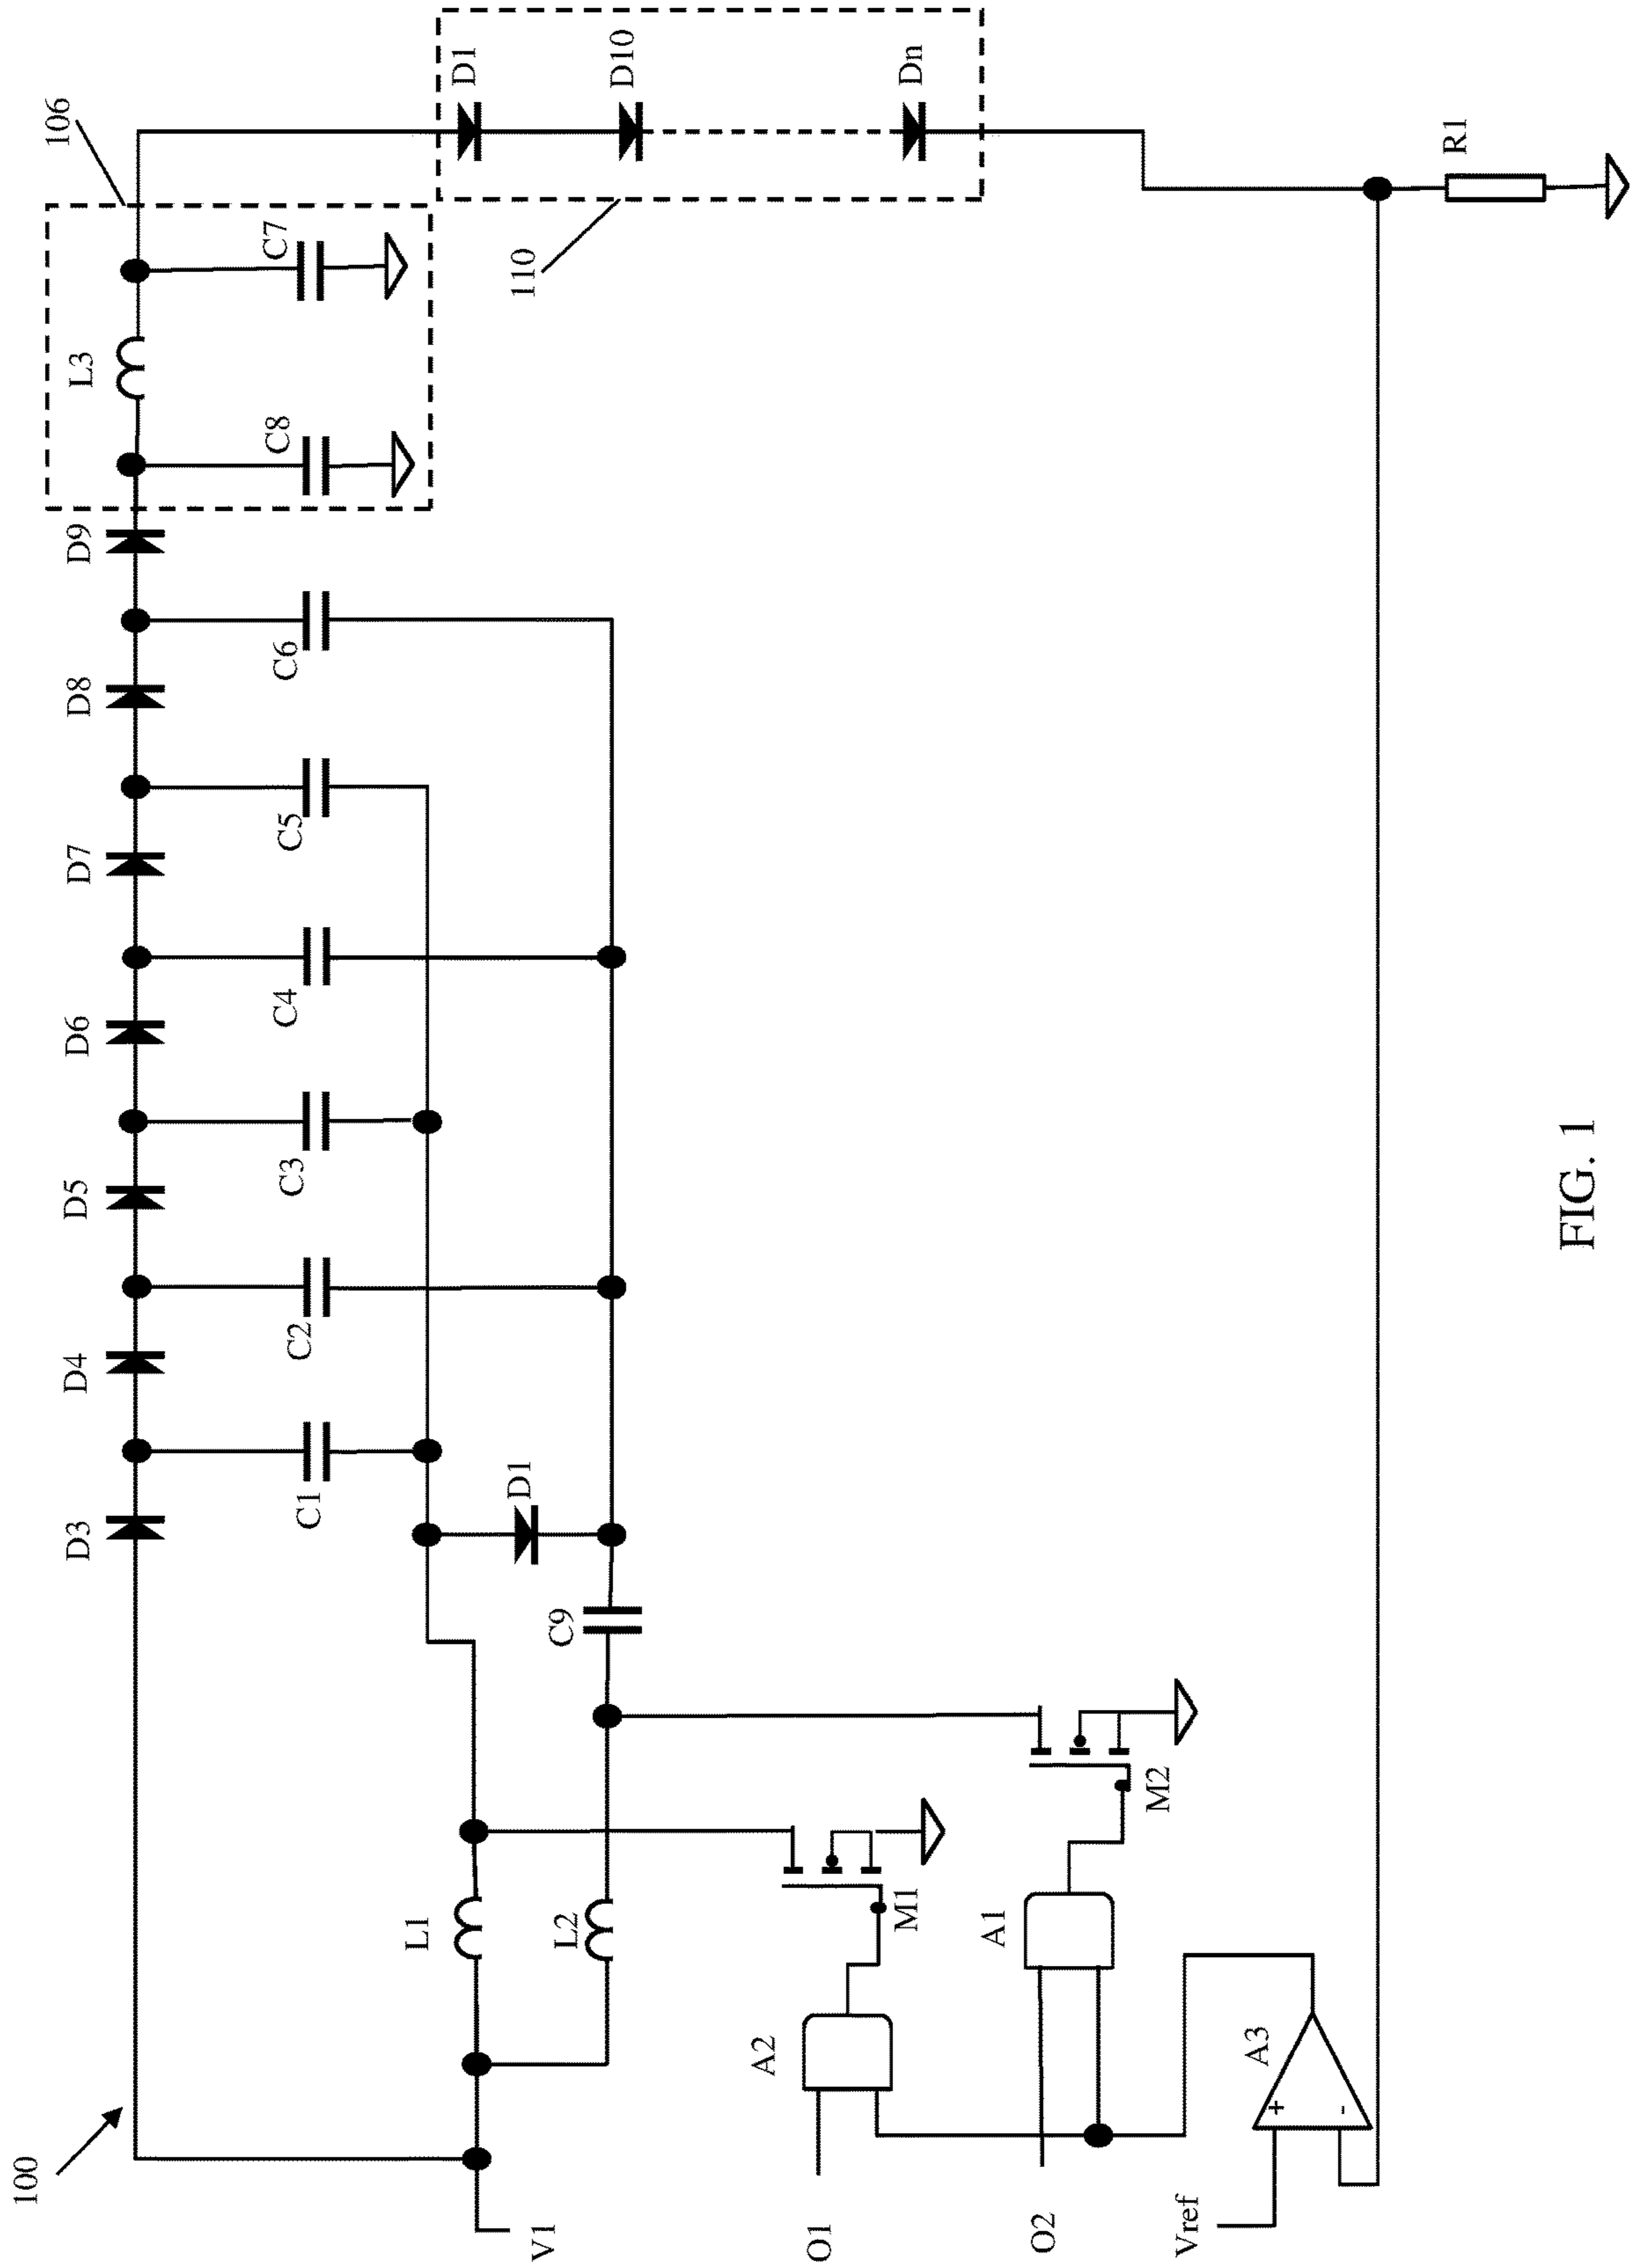 100
106
L3
D3
D4
D5
D6
D7
D8
D9
C8
C7
C1
C2
C3
C4
C5
C6
D1
D10
Dn
110
L1
D1
C9
V1
L2
A2
M1
O1
A1
M2
O2
Vref
A3
+
-
R1
FIG. 1